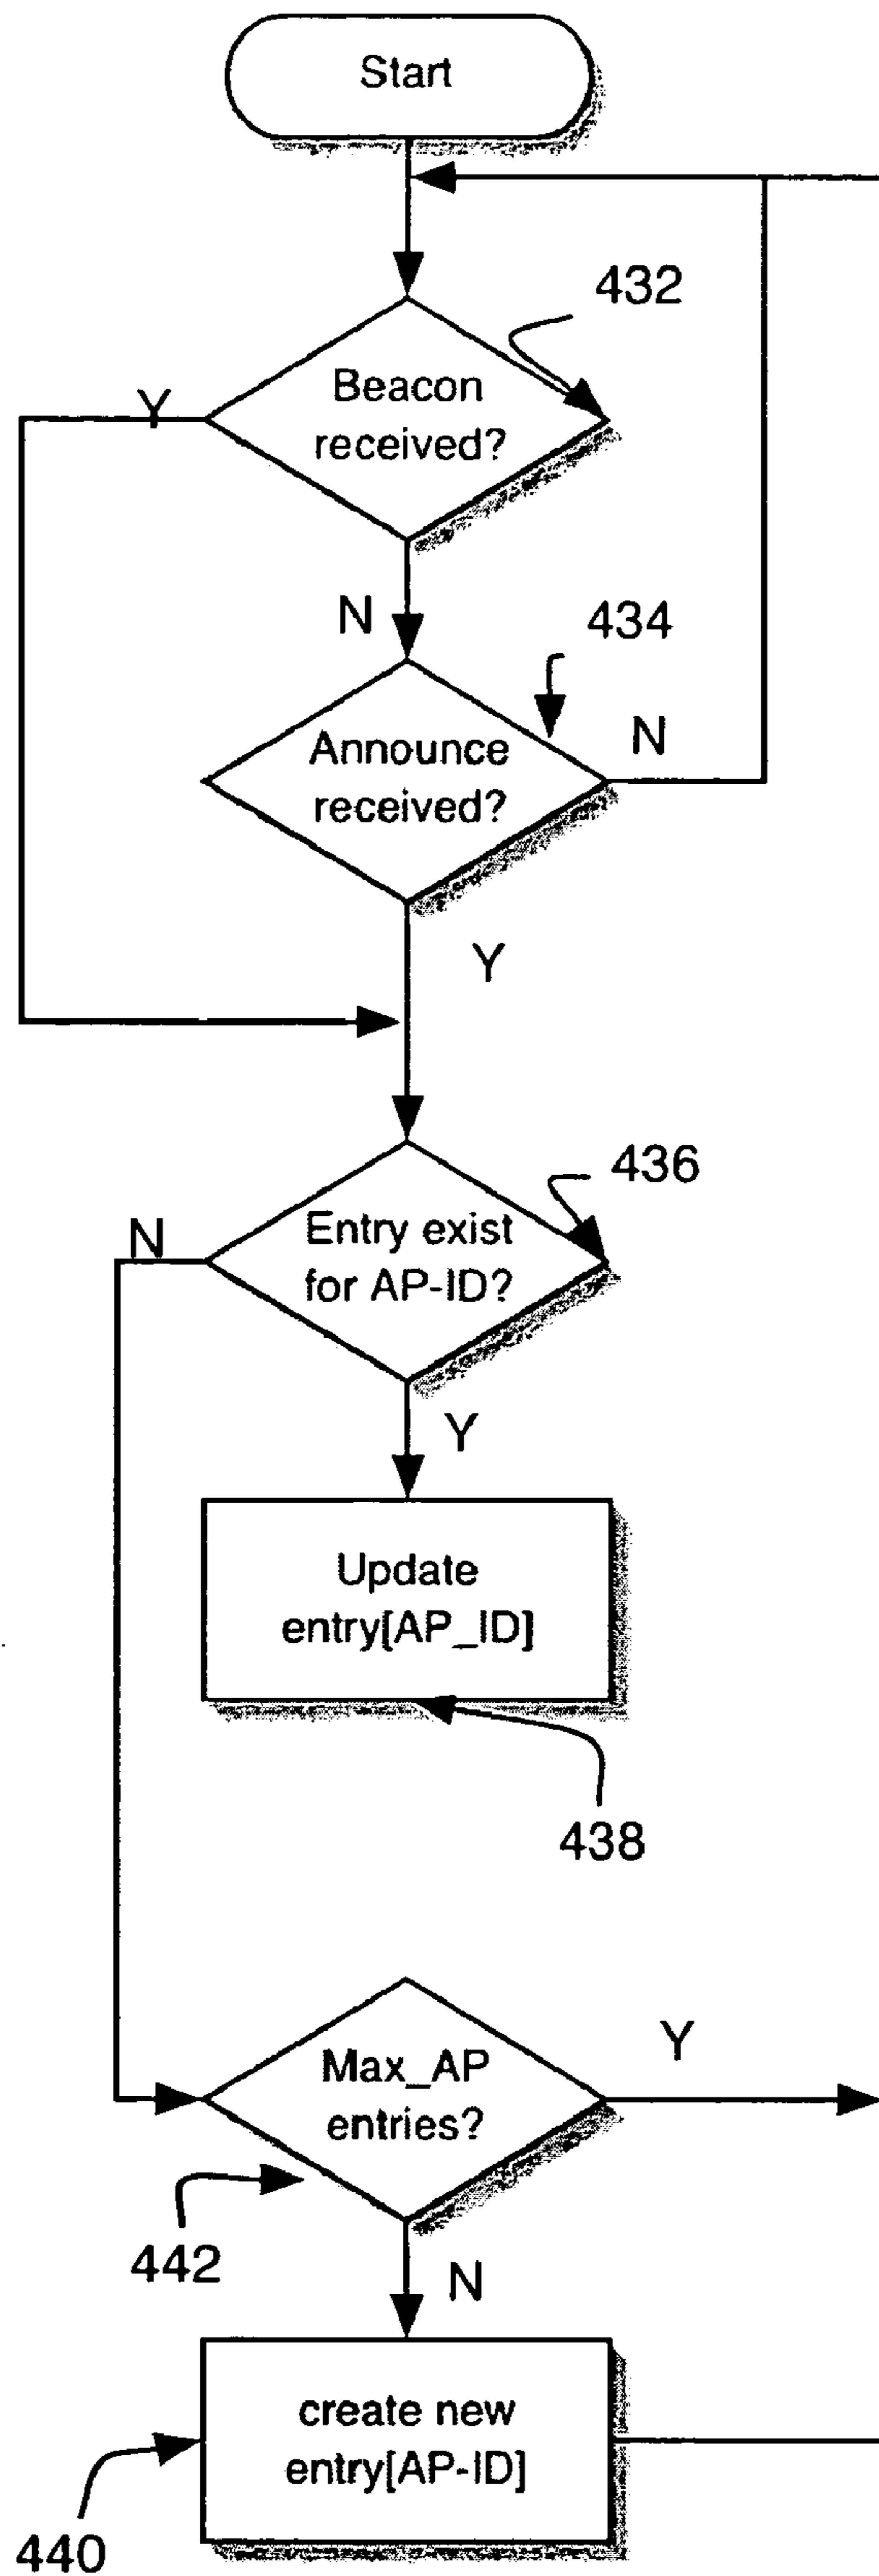 Start
432
Y
Beacon
received?
N
434
Announce
received?
N
Y
436
N
Entry exist
for AP-ID?
Y
Update
entry[AP_ID]
438
Max_AP
entries?
Y
442
N
create new
entry[AP-ID]
440